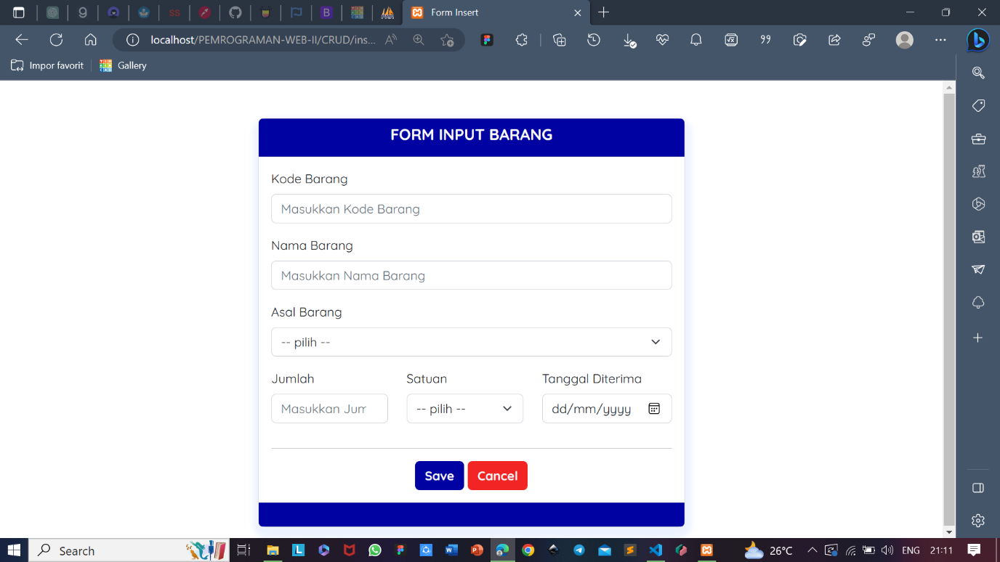 Form Insert
localhost/PEMROGRAMAN-WEB-II/CRUD/ins...
Impor favorit
Gallery
FORM INPUT BARANG
Kode Barang
Masukkan Kode Barang
Nama Barang
Masukkan Nama Barang
Asal Barang
-- pilih --
Jumlah Satuan Tanggal Diterima
Masukkan Jum -- pilih -- dd/mm/yyyy
Save Cancel
Search 26°C ENG 21:11